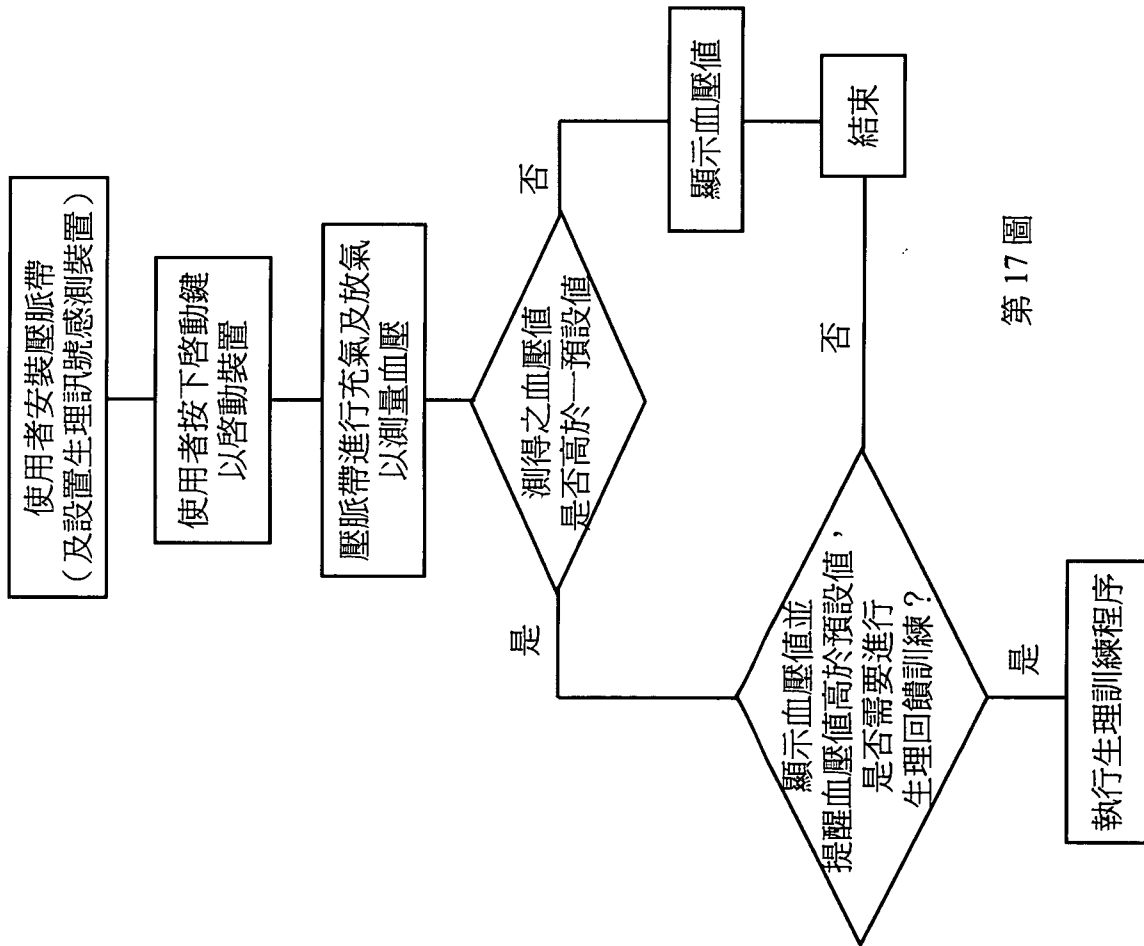 使用者安裝壓脈帶
（及設置生理訊號感測裝置）
使用者按下啓動鍵
以啓動裝置
壓脈帶進行充氣及放氣
以測量血壓
測得之血壓值
是否高於一預設值
是
否
顯示血壓值
結束
顯示血壓值並
提醒血壓值高於預設值，
是否需要進行
生理回饋訓練？
否
是
執行生理訓練程序
第17圖